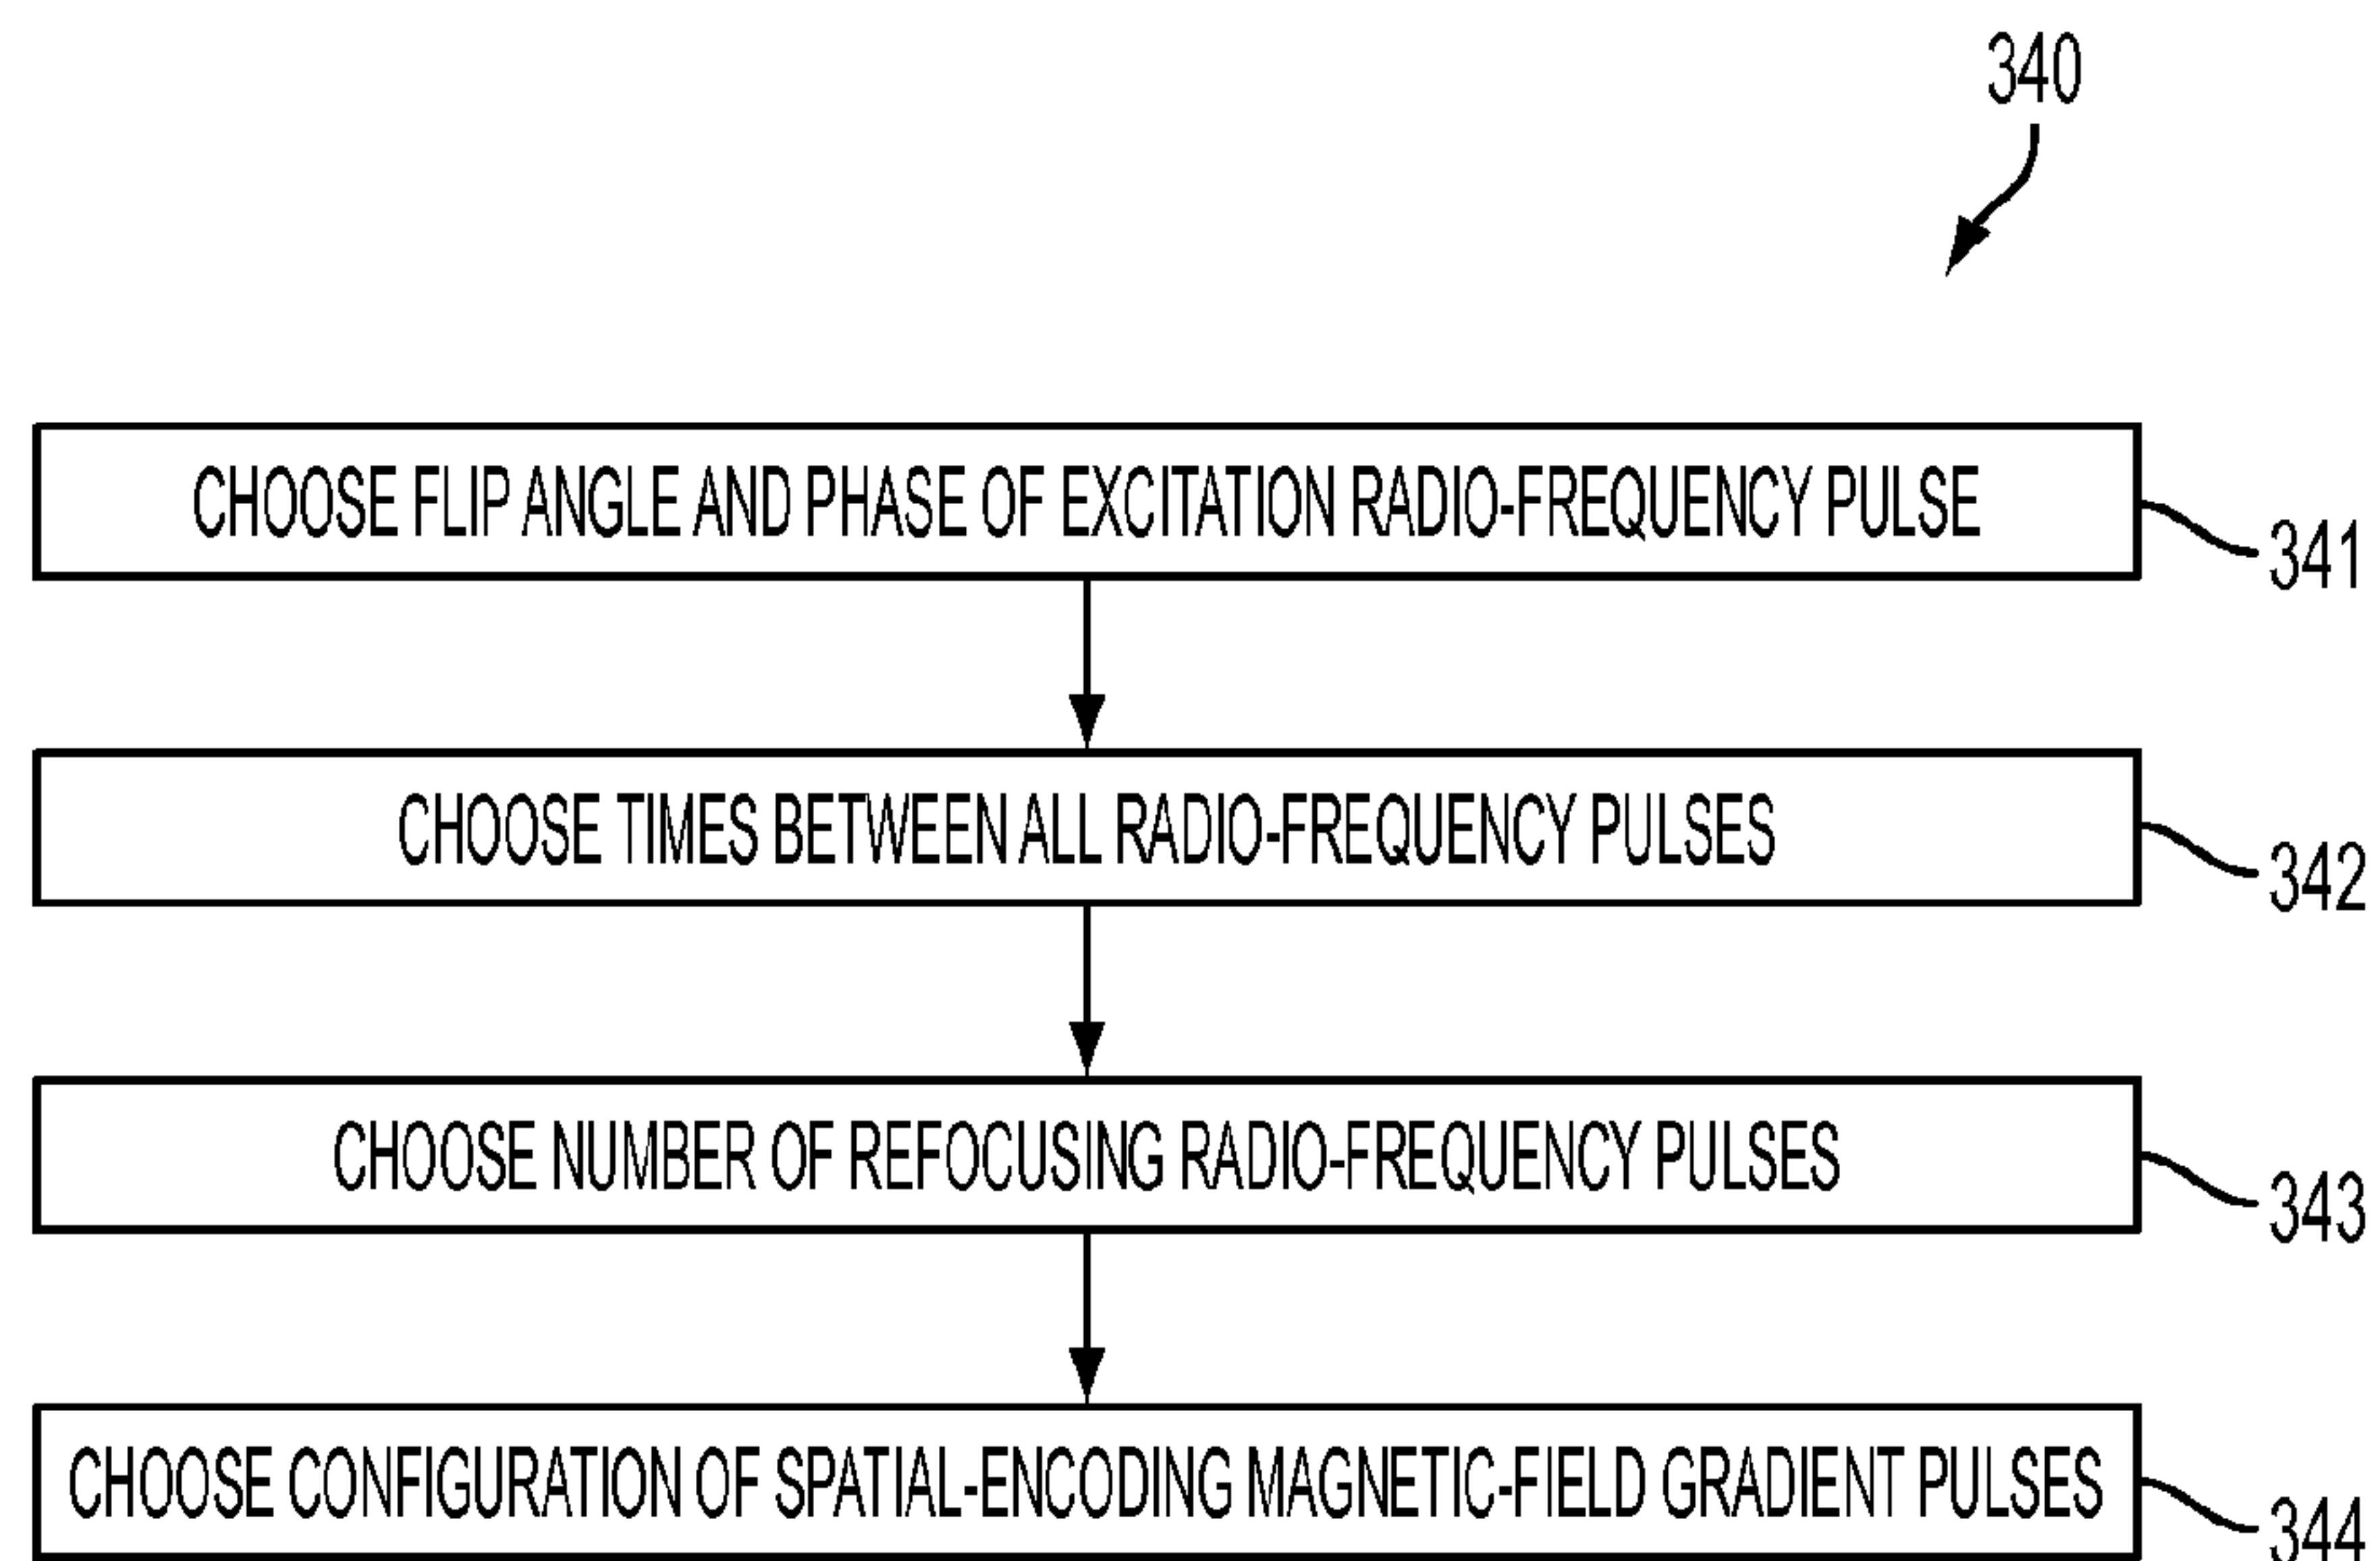 340
CHOOSE FLIP ANGLE AND PHASE OF EXCITATION RADIO-FREQUENCY PULSE
341
CHOOSE TIMES BETWEEN ALL RADIO-FREQUENCY PULSES
342
CHOOSE NUMBER OF REFOCUSING RADIO-FREQUENCY PULSES
343
CHOOSE CONFIGURATION OF SPATIAL-ENCODING MAGNETIC-FIELD GRADIENT PULSES
344